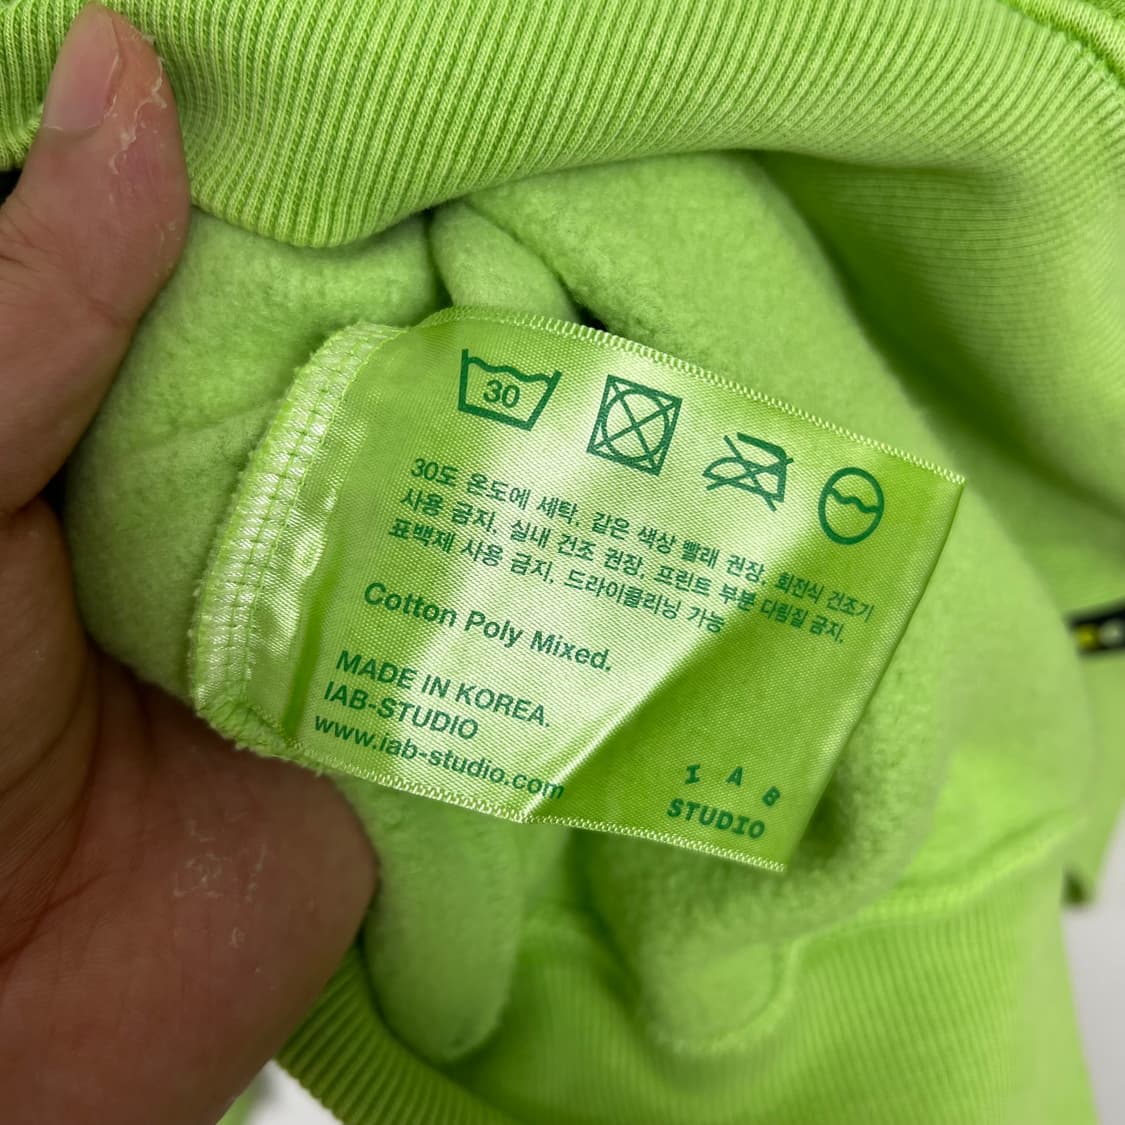 30
30도 온도에 세탁. 같은 색상 빨래 권장. 회전식 건조기
사용 금지. 실내 건조 권장. 프린트 부분 다림질 금지.
표백제 사용 금지. 드라이클리닝 가능
Cotton Poly Mixed.
MADE IN KOREA.
IAB-STUDIO
www.iab-studio.com
I A B
STUDIO